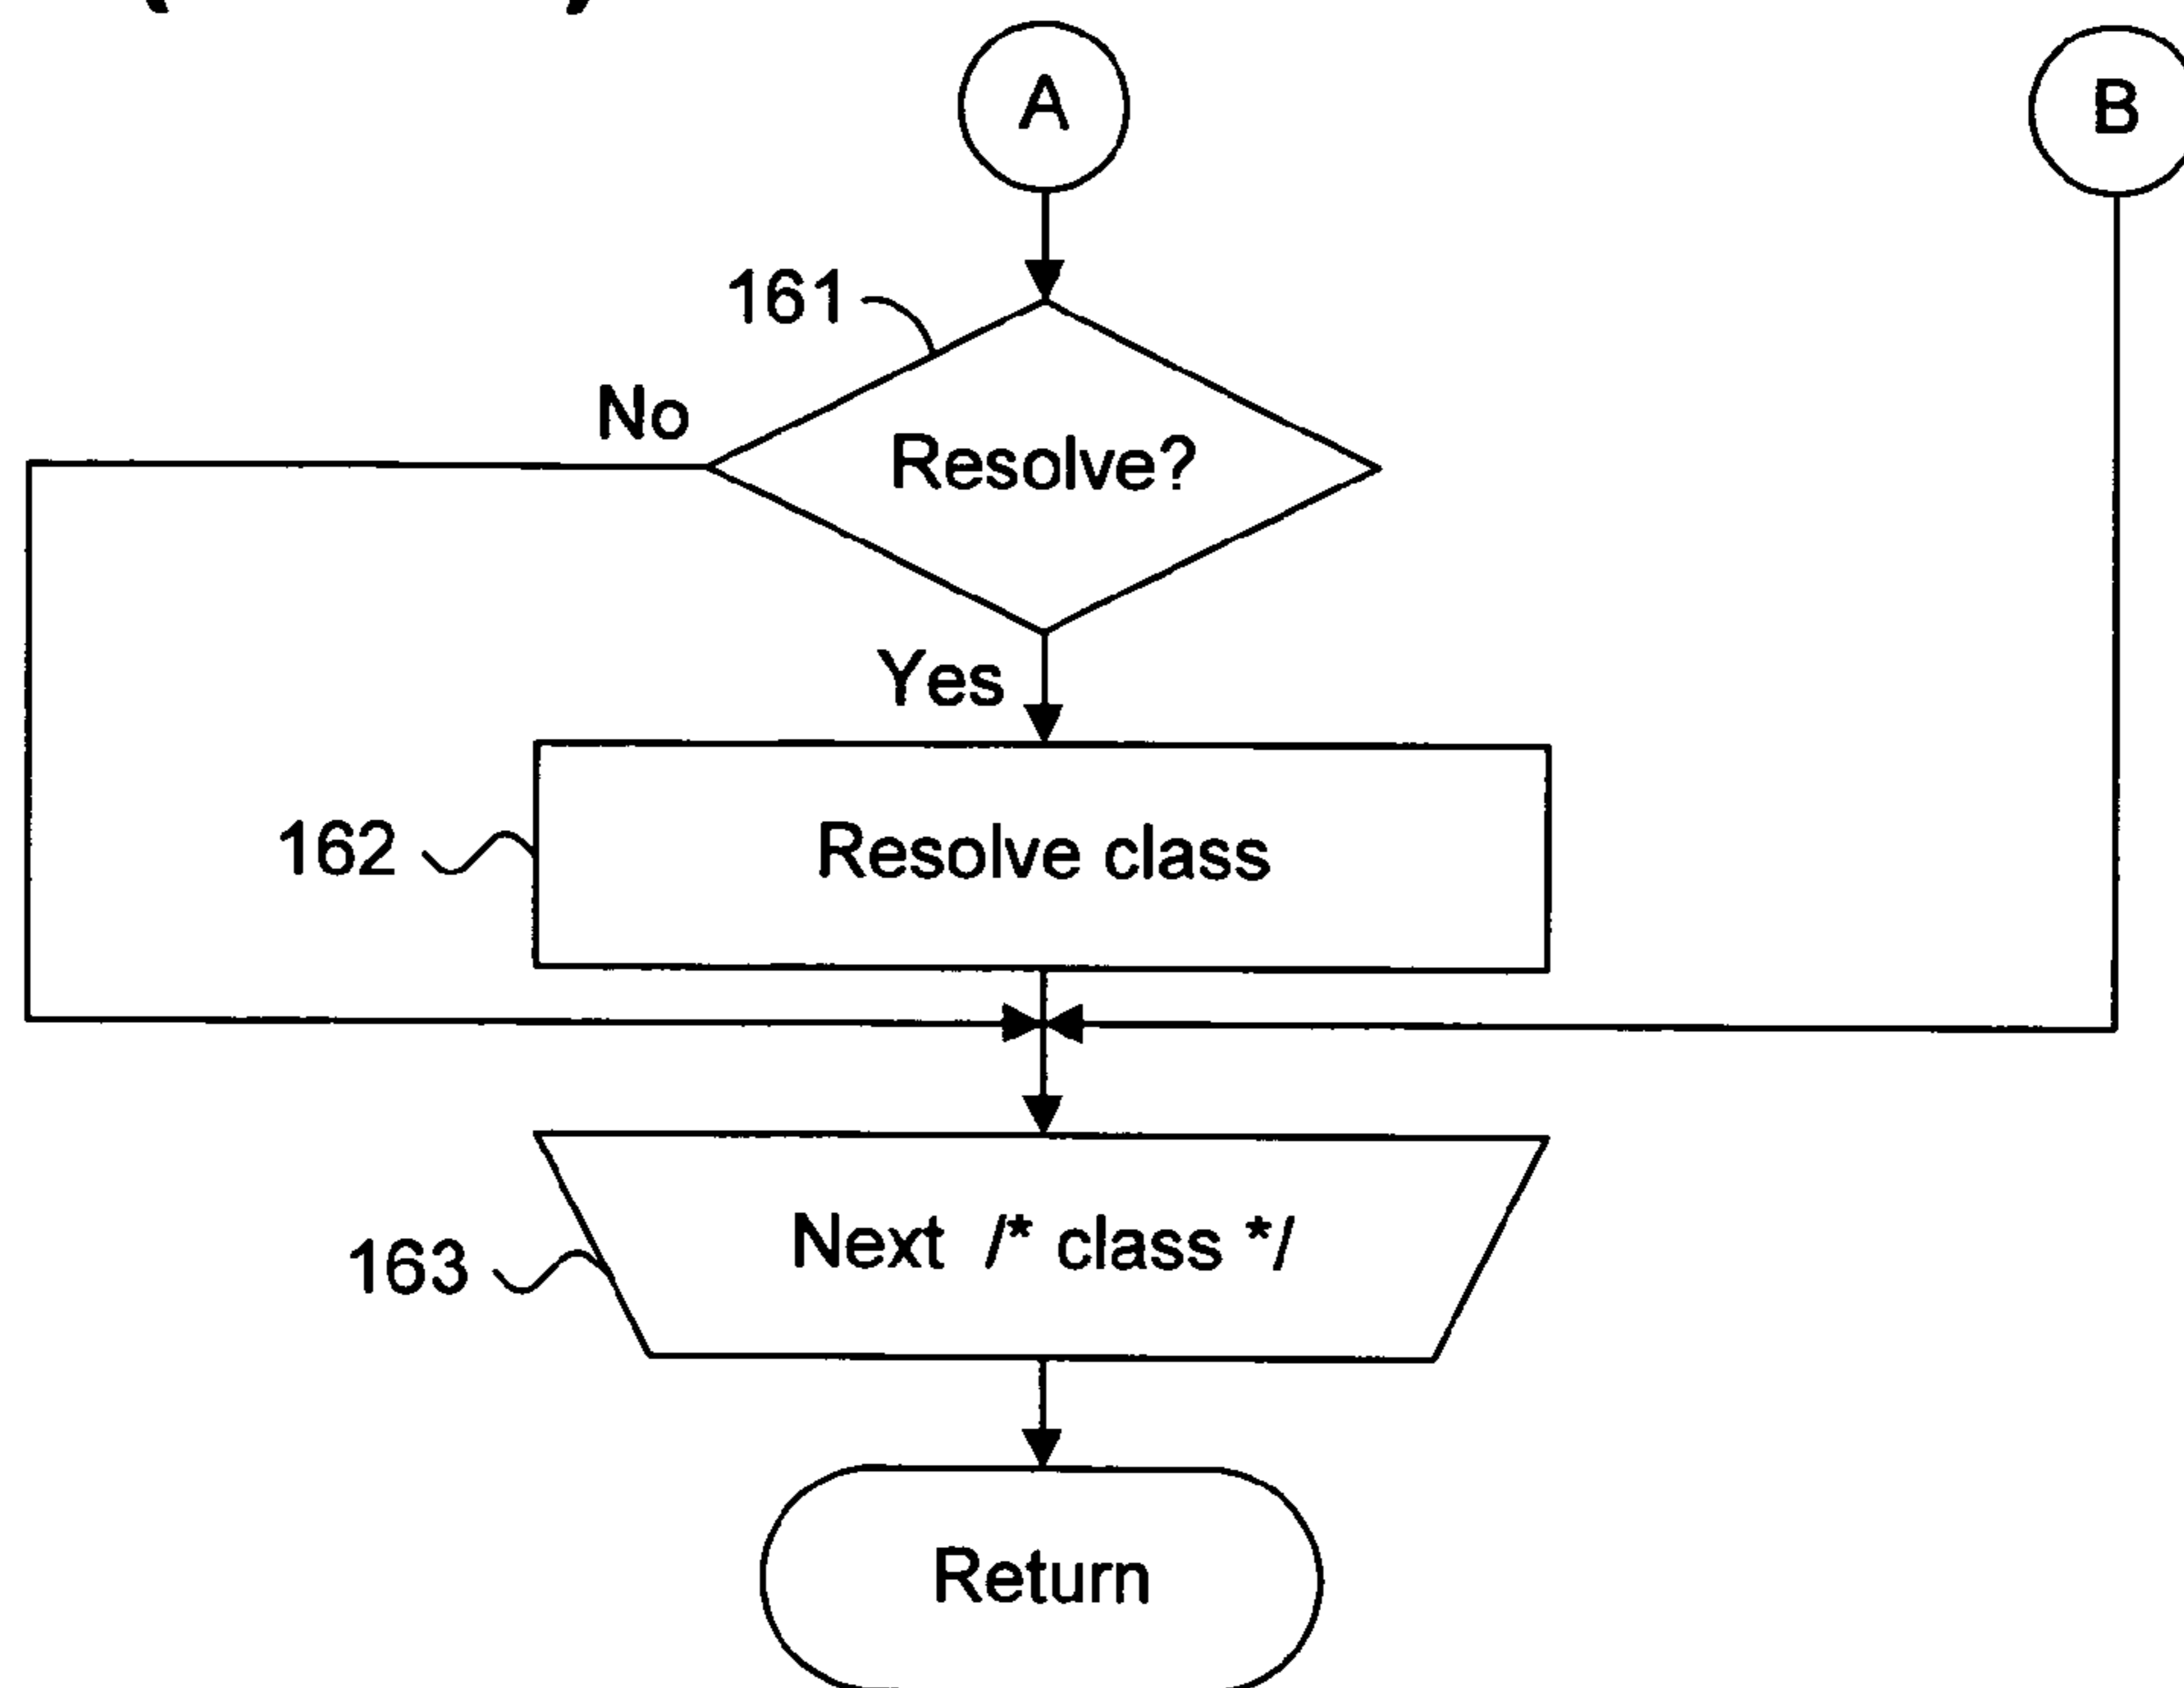 A
B
161
No
Resolve?
Yes
162
Resolve class
163
Next /* class */
Return